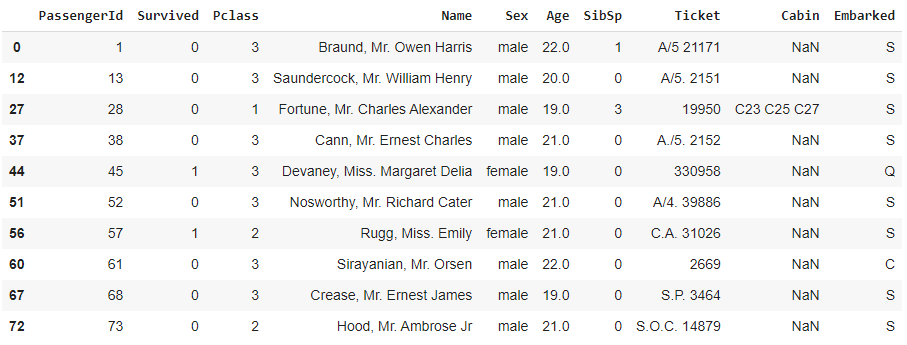 PassengerId Survived Pclass Name Sex Age SibSp Ticket Cabin Embarked
0 1 0 3 Braund, Mr. Owen Harris male 22.0 1 A/5 21171 NaN S
12 13 0 3 Saundercock, Mr. William Henry male 20.0 0 A/5. 2151 NaN S
27 28 0 1 Fortune, Mr. Charles Alexander male 19.0 3 19950 C23 C25 C27 S
37 38 0 3 Cann, Mr. Ernest Charles male 21.0 0 A./5. 2152 NaN S
44 45 1 3 Devaney, Miss. Margaret Delia female 19.0 0 330958 NaN Q
51 52 0 3 Nosworthy, Mr. Richard Cater male 21.0 0 A/4. 39886 NaN S
56 57 1 2 Rugg, Miss. Emily female 21.0 0 C.A. 31026 NaN S
60 61 0 3 Sirayanian, Mr. Orsen male 22.0 0 2669 NaN C
67 68 0 3 Crease, Mr. Ernest James male 19.0 0 S.P. 3464 NaN S
72 73 0 2 Hood, Mr. Ambrose Jr male 21.0 0 S.O.C. 14879 NaN S